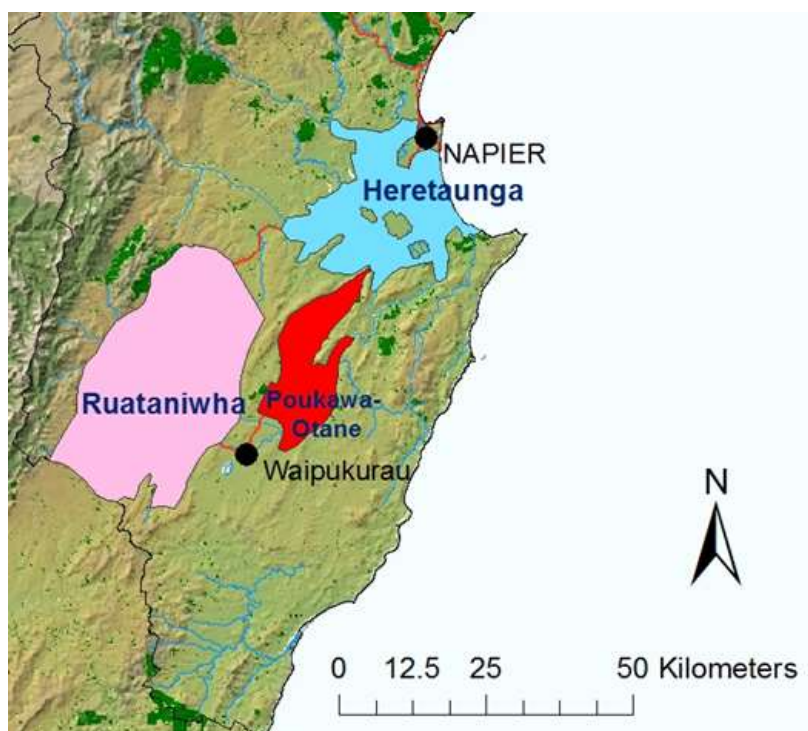 NAPIER
Heretaunga
Ruataniwha
Poukawa-
Otane
Waipukurau
N
0 12.5 25 50 Kilometers